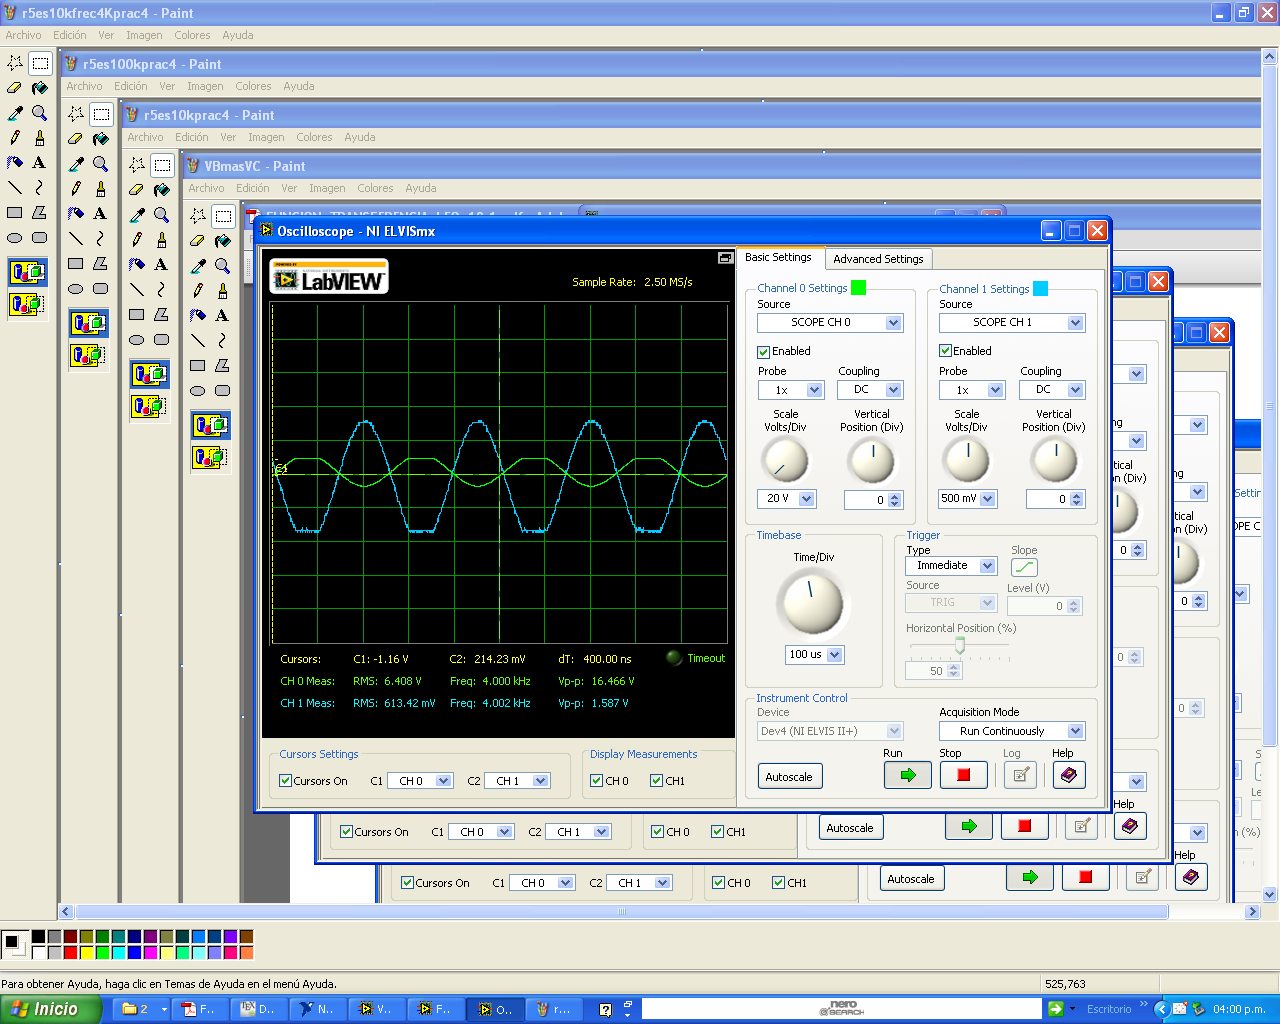 r5es10kfrec4Kprac4 - Paint
Archivo Edición Ver Imagen Colores Ayuda
r5es100kprac4 - Paint
Archivo Edición Ver Imagen Colores Ayuda
r5es10kprac4 - Paint
Archivo Edición Ver Imagen Colores Ayuda
VBmasVC - Paint
Archivo Edición Ver Imagen Colores Ayuda
Oscilloscope - NI ELVISmx
LabVIEW
Sample Rate: 2.50 MS/s
Basic Settings Advanced Settings
Channel 0 Settings Channel 1 Settings
Source Source
SCOPE CH 0 SCOPE CH 1
Enabled Enabled
Probe Coupling Probe Coupling
1x DC 1x DC
Scale Vertical Scale Vertical
Volts/Div Position (Div) Volts/Div Position (Div)
20 V 0 500 mV 0
C1
Timebase Trigger
Time/Div Type Slope
Immediate
Source Level (V)
TRIG 0
Horizontal Position (%)
100 us 50
Cursors: C1: -1.16 V C2: 214.23 mV dT: 400.00 ns Timeout
CH 0 Meas: RMS: 6.408 V Freq: 4.000 kHz Vp-p: 16.466 V
CH 1 Meas: RMS: 613.42 mV Freq: 4.002 kHz Vp-p: 1.587 V
Instrument Control
Device Acquisition Mode
Dev4 (NI ELVIS II+) Run Continuously
Run Stop Log Help
Autoscale
Cursors Settings Display Measurements
Cursors On C1 CH 0 C2 CH 1 CH 0 CH1
Cursors On C1 CH 0 C2 CH 1 CH 0 CH1 Autoscale Help
Cursors On C1 CH 0 C2 CH 1 CH 0 CH1 Autoscale Help
Para obtener Ayuda, haga clic en Temas de Ayuda en el menú Ayuda. 525,763
Inicio 2 F... D... N... V... F... O... r... nero SEARCH Escritorio 04:00 p.m.